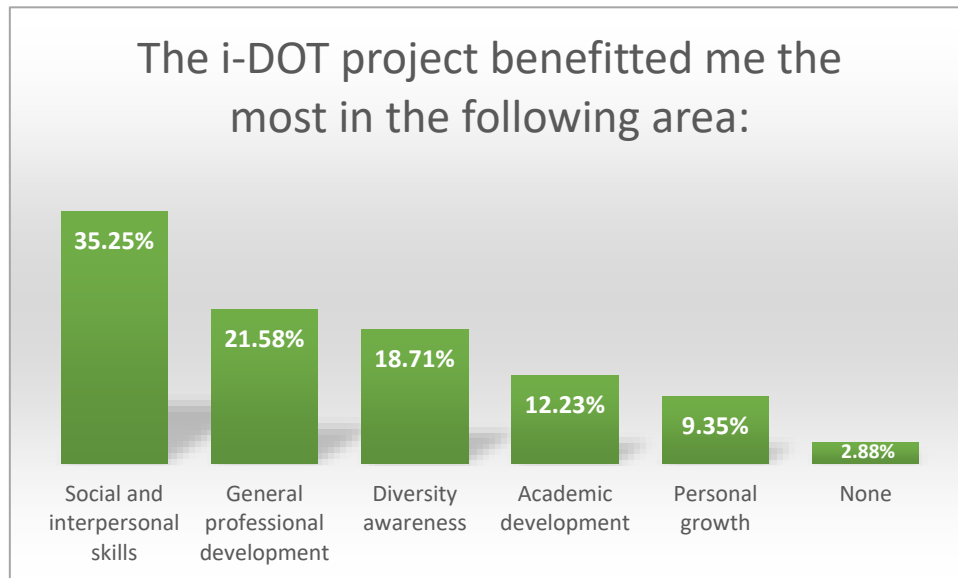 The i-DOT project benefitted me the
most in the following area:
35.25%
21.58%
18.71%
12.23%
9.35%
2.88%
Social and
interpersonal
skills
General
professional
development
Diversity
awareness
Academic
development
Personal
growth
None